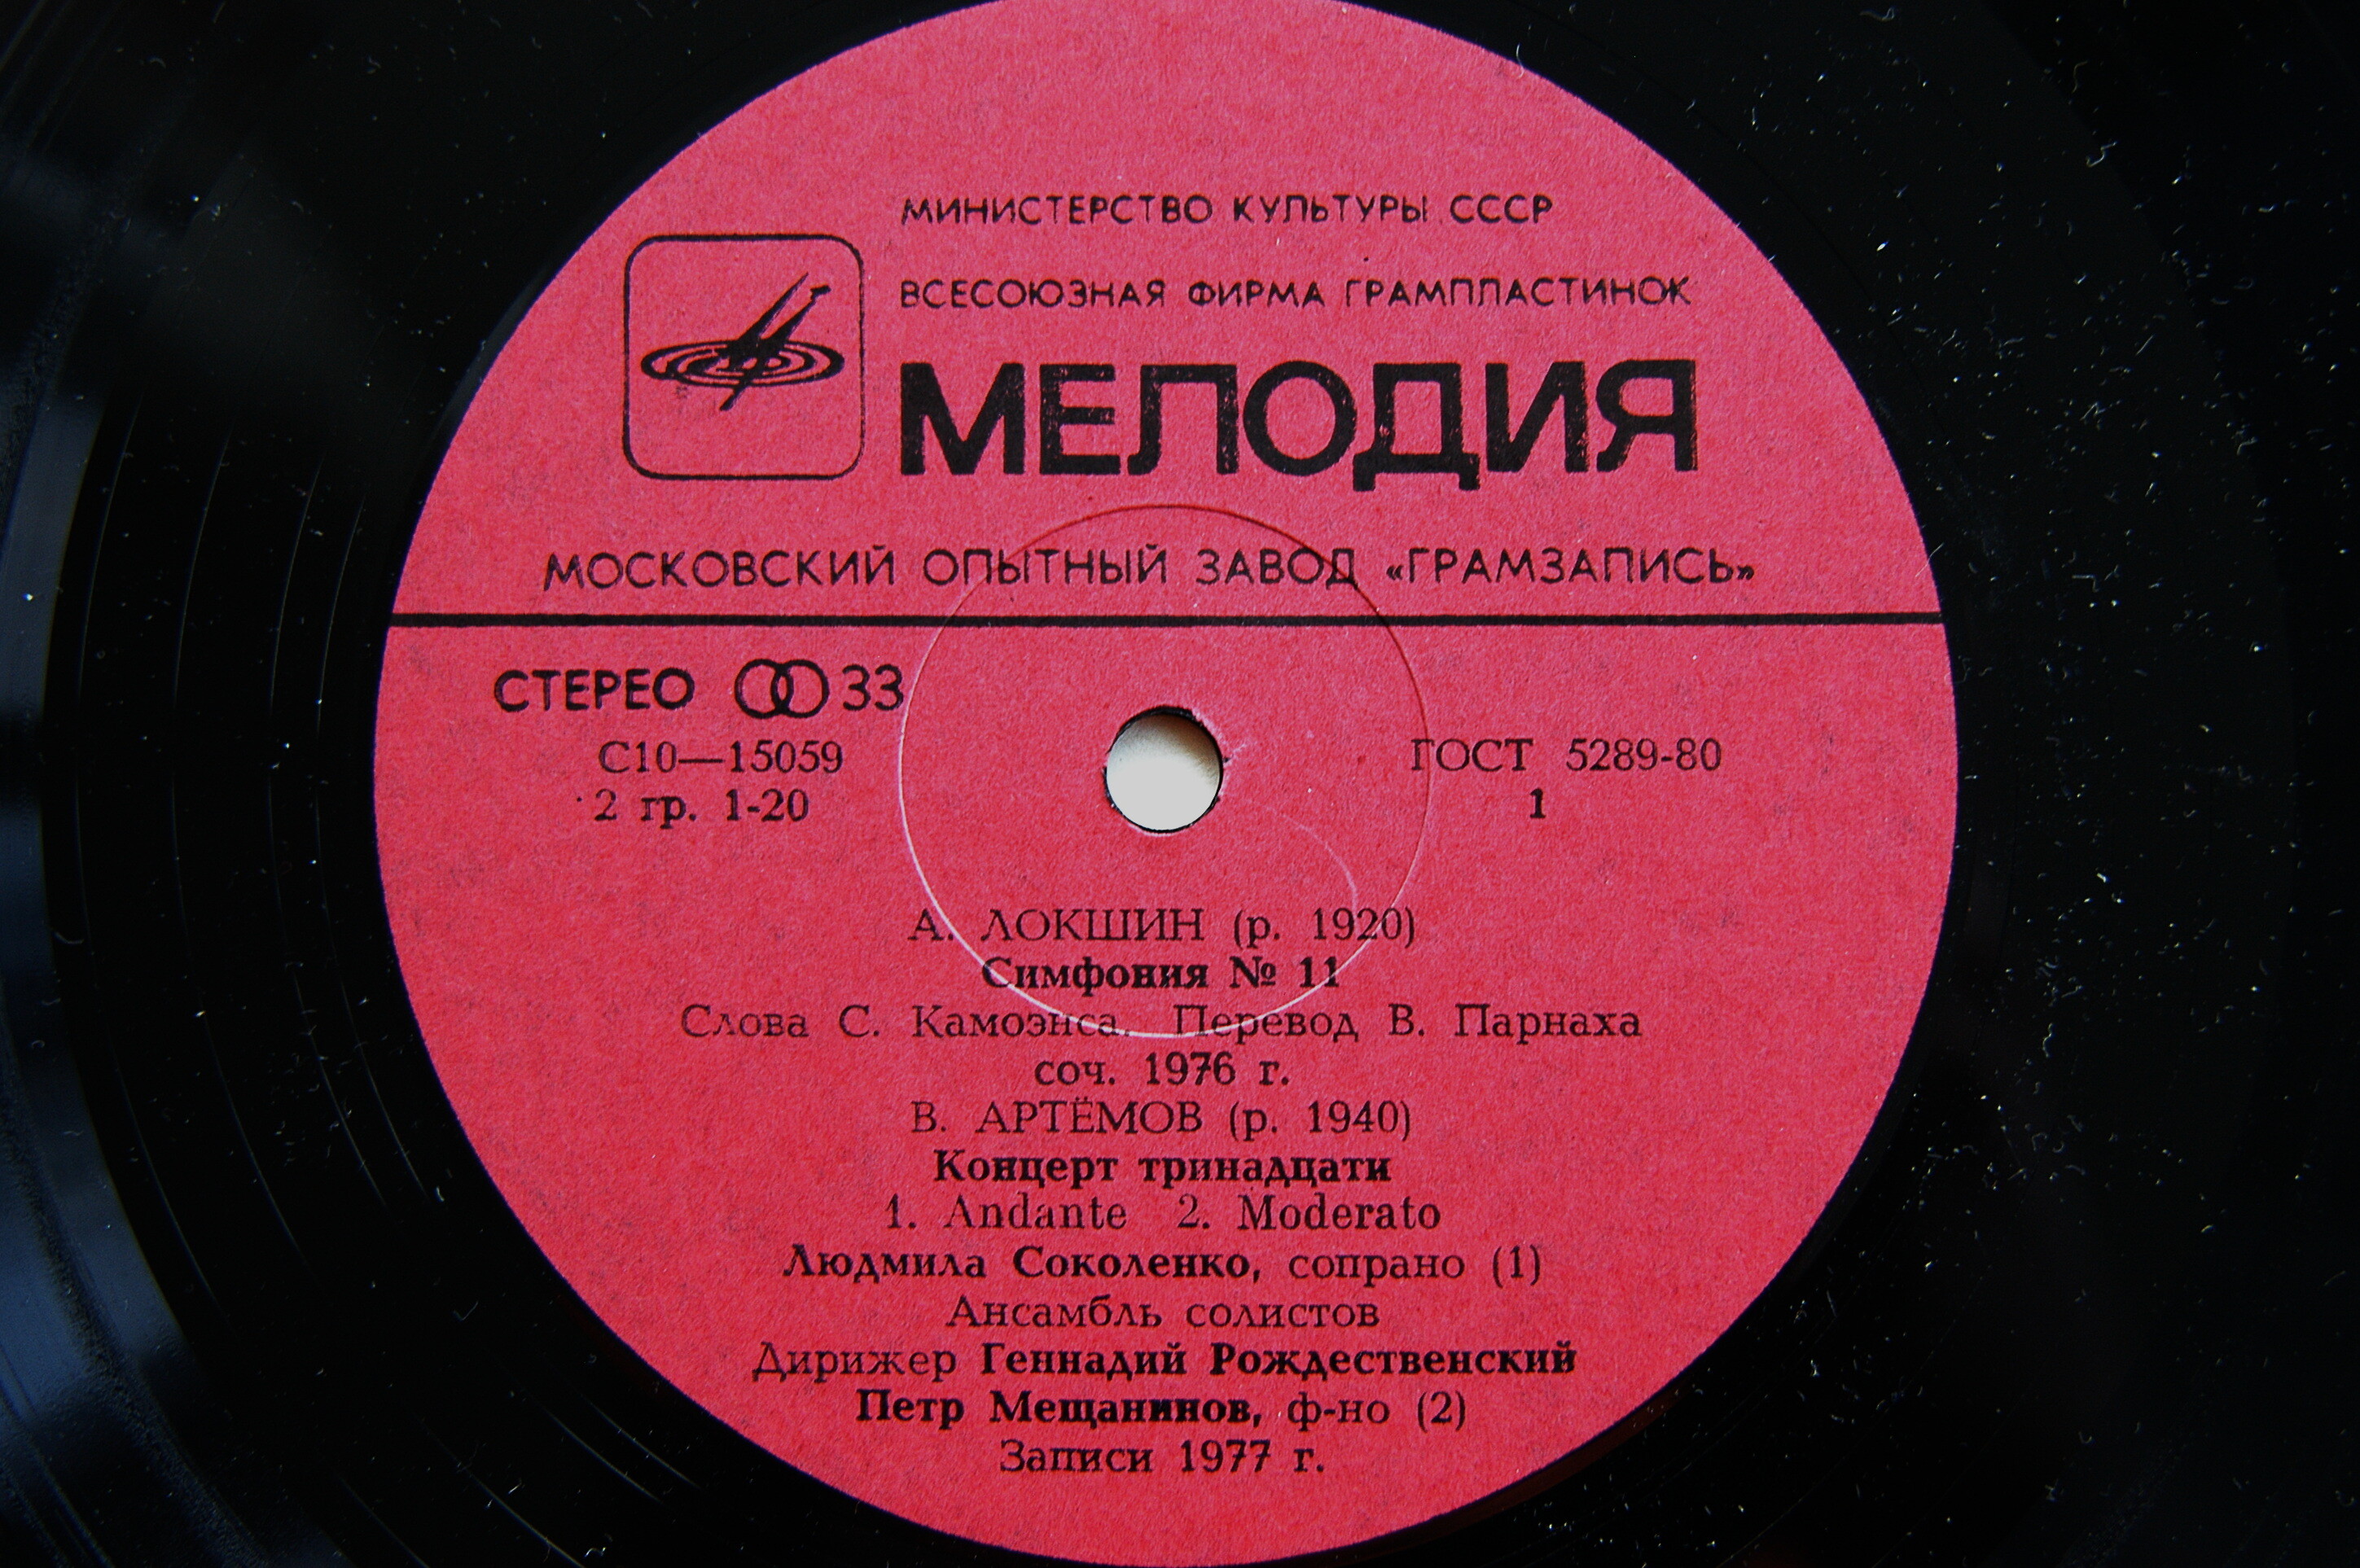 МИНИСТЕРСТВО КУЛЬТУРЫ СССР
ВСЕСОЮЗНАЯ ФИРМА ГРАМПЛАСТИНОК
МЕЛОДИЯ
МОСКОВСКИЙ ОПЫТНЫЙ ЗАВОД «ГРАМЗАПИСЬ»
СТЕРЕО 33
С10—15059
ГОСТ 5289-80
2 гр. 1-20
1
А. ЛОКШИН (р. 1920)
Симфония № 11
Слова С. Камоэнса. Перевод В. Парнаха
соч. 1976 г.
В. АРТЁМОВ (р. 1940)
Концерт тринадцати
1. Andante 2. Moderato
Людмила Соколенко, сопрано (1)
Ансамбль солистов
Дирижер Геннадий Рождественский
Петр Мещанинов, ф-но (2)
Записи 1977 г.